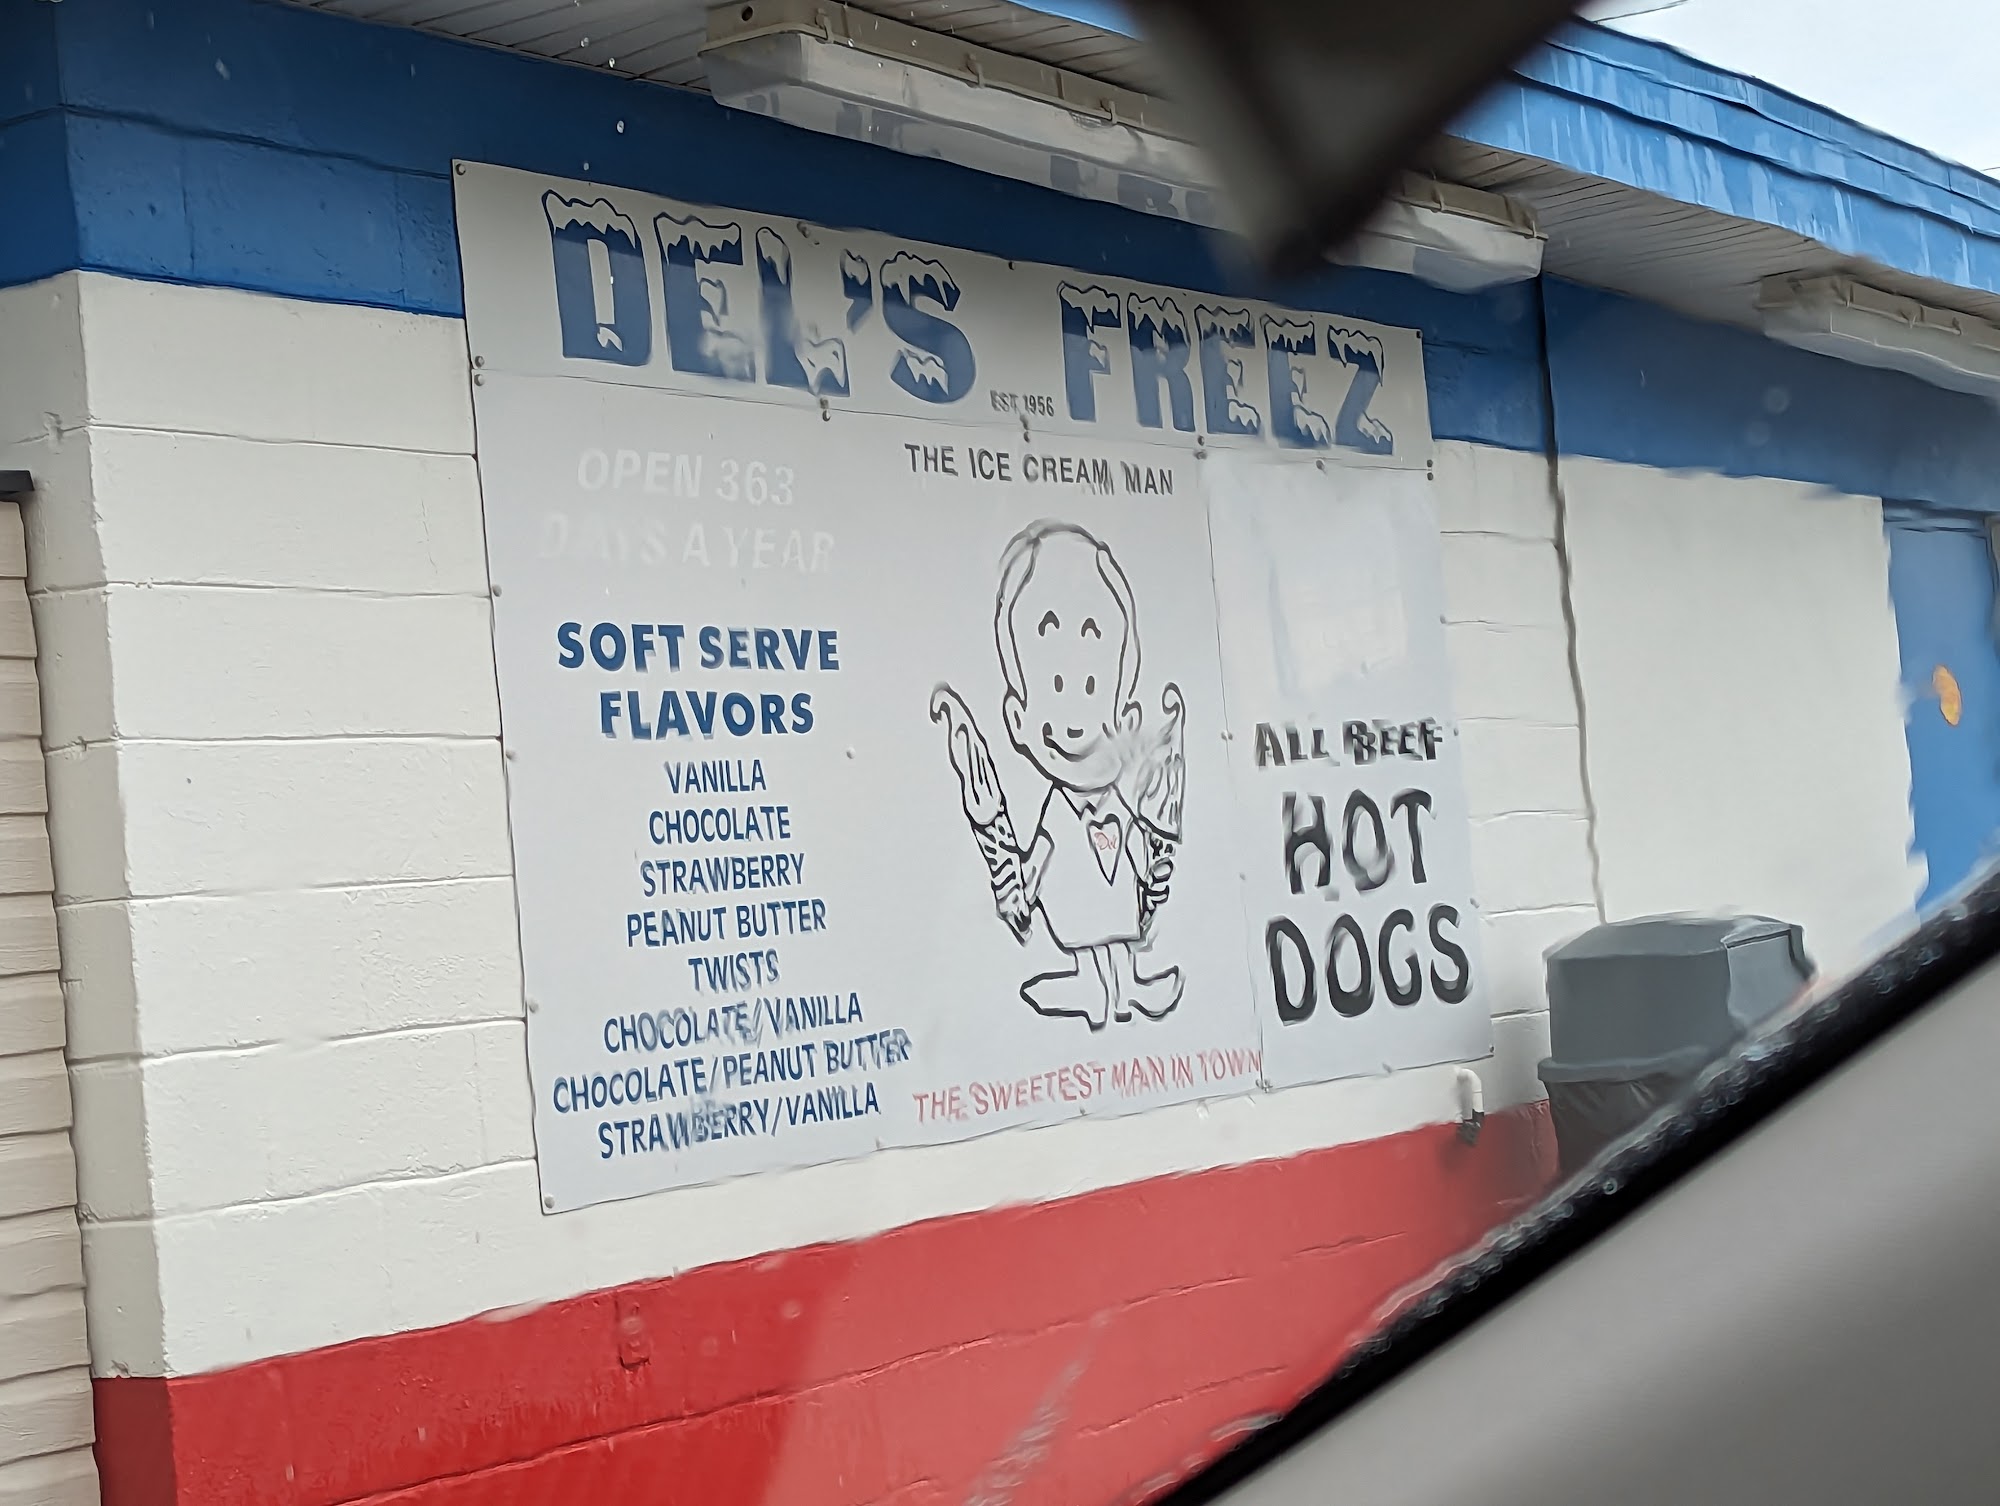 DEL'S FREEZ
EST 1956
OPEN 363
DAYS A YEAR
THE ICE CREAM MAN
SOFT SERVE
FLAVORS
VANILLA
CHOCOLATE
STRAWBERRY
PEANUT BUTTER
TWISTS
CHOCOLATE/VANILLA
CHOCOLATE/PEANUT BUTTER
STRAWBERRY/VANILLA
THE SWEETEST MAN IN TOWN
ALL BEEF
HOT
DOGS